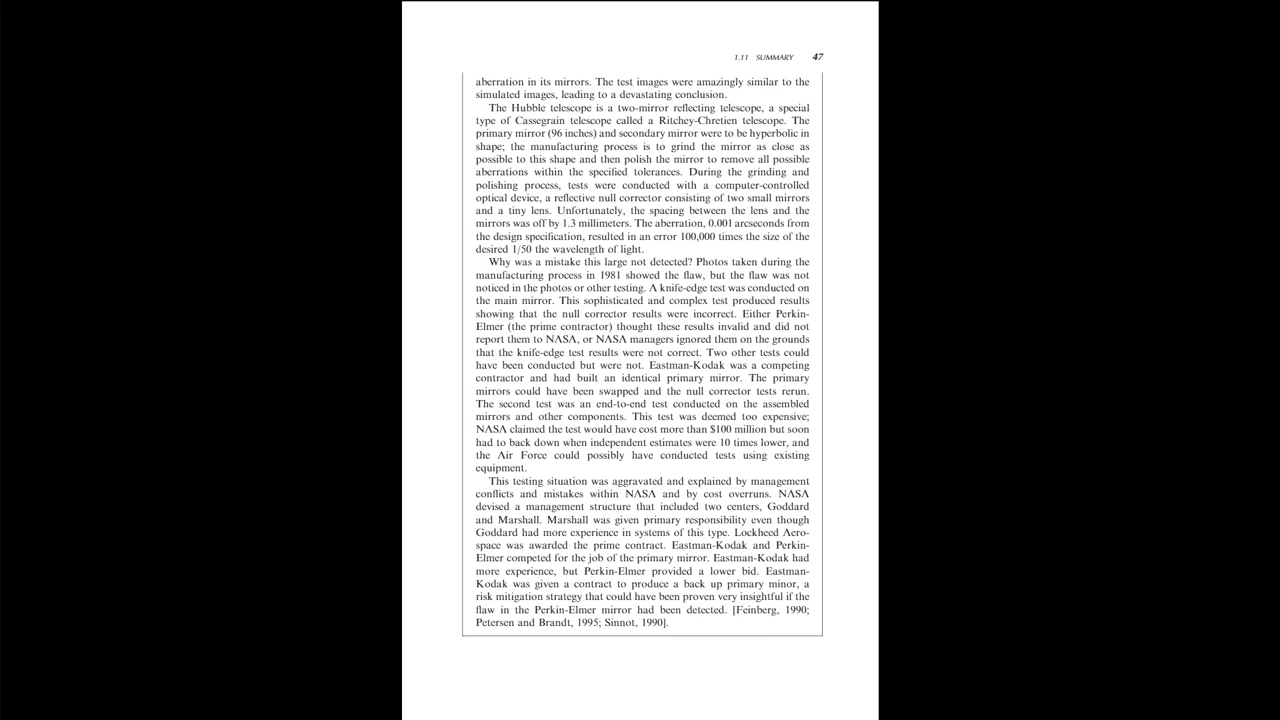 1.11 SUMMARY 47
aberration in its mirrors. The test images were amazingly similar to the
simulated images, leading to a devastating conclusion.
The Hubble telescope is a two-mirror reflecting telescope, a special
type of Cassegrain telescope called a Ritchey-Chretien telescope. The
primary mirror (96 inches) and secondary mirror were to be hyperbolic in
shape; the manufacturing process is to grind the mirror as close as
possible to this shape and then polish the mirror to remove all possible
aberrations within the specified tolerances. During the grinding and
polishing process, tests were conducted with a computer-controlled
optical device, a reflective null corrector consisting of two small mirrors
and a tiny lens. Unfortunately, the spacing between the lens and the
mirrors was off by 1.3 millimeters. The aberration, 0.001 arcseconds from
the design specification, resulted in an error 100,000 times the size of the
desired 1/50 the wavelength of light.
Why was a mistake this large not detected? Photos taken during the
manufacturing process in 1981 showed the flaw, but the flaw was not
noticed in the photos or other testing. A knife-edge test was conducted on
the main mirror. This sophisticated and complex test produced results
showing that the null corrector results were incorrect. Either Perkin-
Elmer (the prime contractor) thought these results invalid and did not
report them to NASA, or NASA managers ignored them on the grounds
that the knife-edge test results were not correct. Two other tests could
have been conducted but were not. Eastman-Kodak was a competing
contractor and had built an identical primary mirror. The primary
mirrors could have been swapped and the null corrector tests rerun.
The second test was an end-to-end test conducted on the assembled
mirrors and other components. This test was deemed too expensive;
NASA claimed the test would have cost more than $100 million but soon
had to back down when independent estimates were 10 times lower, and
the Air Force could possibly have conducted tests using existing
equipment.
This testing situation was aggravated and explained by management
conflicts and mistakes within NASA and by cost overruns. NASA
devised a management structure that included two centers, Goddard
and Marshall. Marshall was given primary responsibility even though
Goddard had more experience in systems of this type. Lockheed Aero-
space was awarded the prime contract. Eastman-Kodak and Perkin-
Elmer competed for the job of the primary mirror. Eastman-Kodak had
more experience, but Perkin-Elmer provided a lower bid. Eastman-
Kodak was given a contract to produce a back up primary minor, a
risk mitigation strategy that could have been proven very insightful if the
flaw in the Perkin-Elmer mirror had been detected. [Feinberg, 1990;
Petersen and Brandt, 1995; Sinnot, 1990].